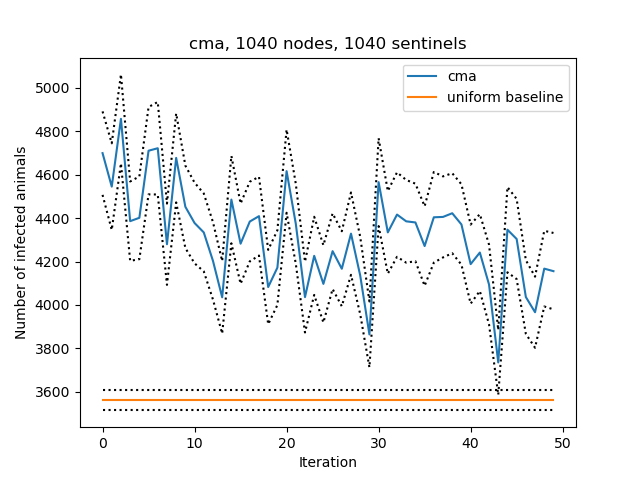 cma, 1040 nodes, 1040 sentinels
cma
uniform baseline
Number of infected animals
5000
4800
4600
4400
4200
4000
3800
3600
0 10 20 30 40 50
Iteration